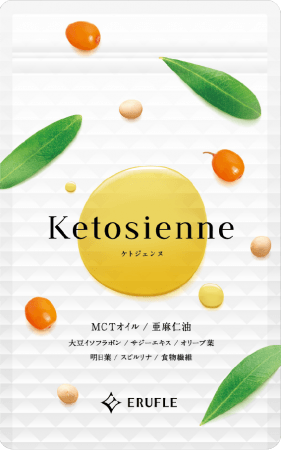 Ketosienne
ケトジェンヌ
MCTオイル / 亜麻仁油
大豆イソフラボン / サジーエキス / オリーブ葉
明日葉 / スピルリナ / 食物繊維
ERUFLE